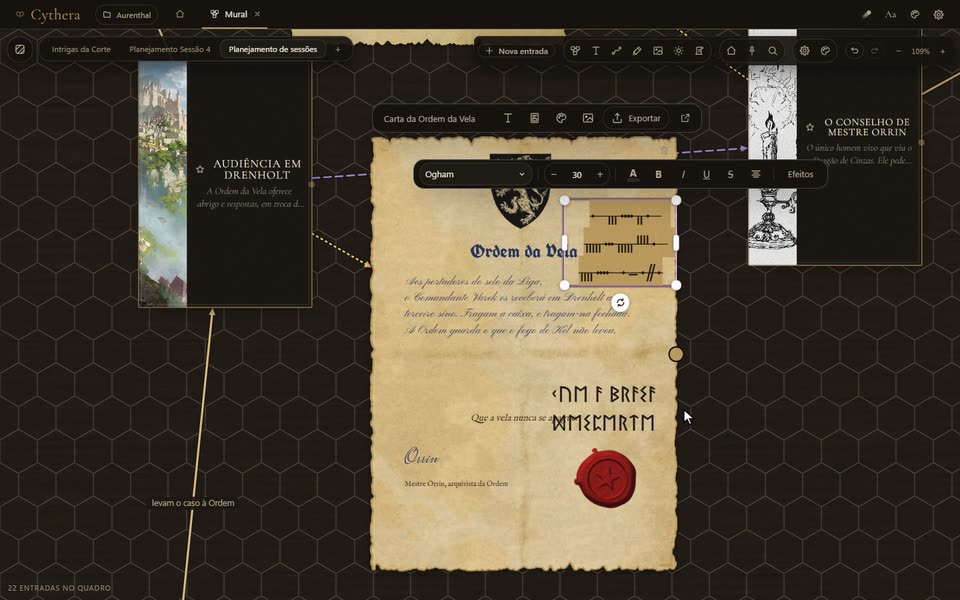 Cythera
Aurenthal
Mural
Aa
Intrigas da Corte
Planejamento Sessão 4
Planejamento de sessões
+
Nova entrada
109%
Carta da Ordem da Vela
Exportar
AUDIÊNCIA EM
DRENHOLT
A Ordem da Vela oferece
abrigo e respostas, em troca d...
O CONSELHO DE
MESTRE ORRIN
O único homem vivo que viu o
de Cinzas. Ele pede...
Ogham
30
A B I U S
Efeitos
Ordem da Vela
Aos portadores do selo da Liga,
o Comandante Varek os receberá em Drenholt
terceiro sino. Tragam a caixa, e tragam-na fechada.
A Ordem guarda o que o fogo de Kel não levou.
ᚲᚢᛖ ᚨ ᛒᚱᚨᛊᚨ
Que a vela nunca se
Orrin
Mestre Orrin, arquivista da Ordem
levam o caso à Ordem
22 ENTRADAS NO QUADRO